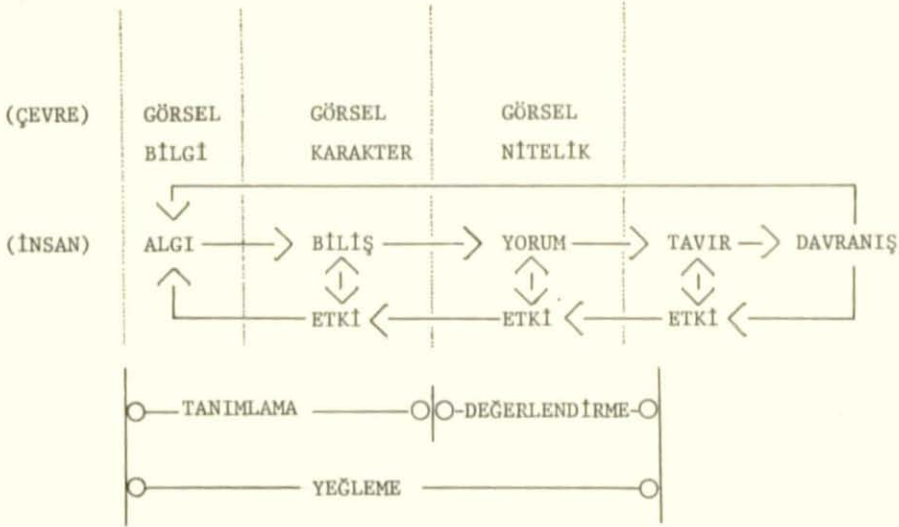 (ÇEVRE) GÖRSEL GÖRSEL GÖRSEL
BİLGİ KARAKTER NİTELİK
(İNSAN) ALGI BİLİŞ YORUM TAVIR DAVRANIŞ
ETKİ ETKİ ETKİ
TANIMLAMA DEĞERLENDİRME
YEĞLEME